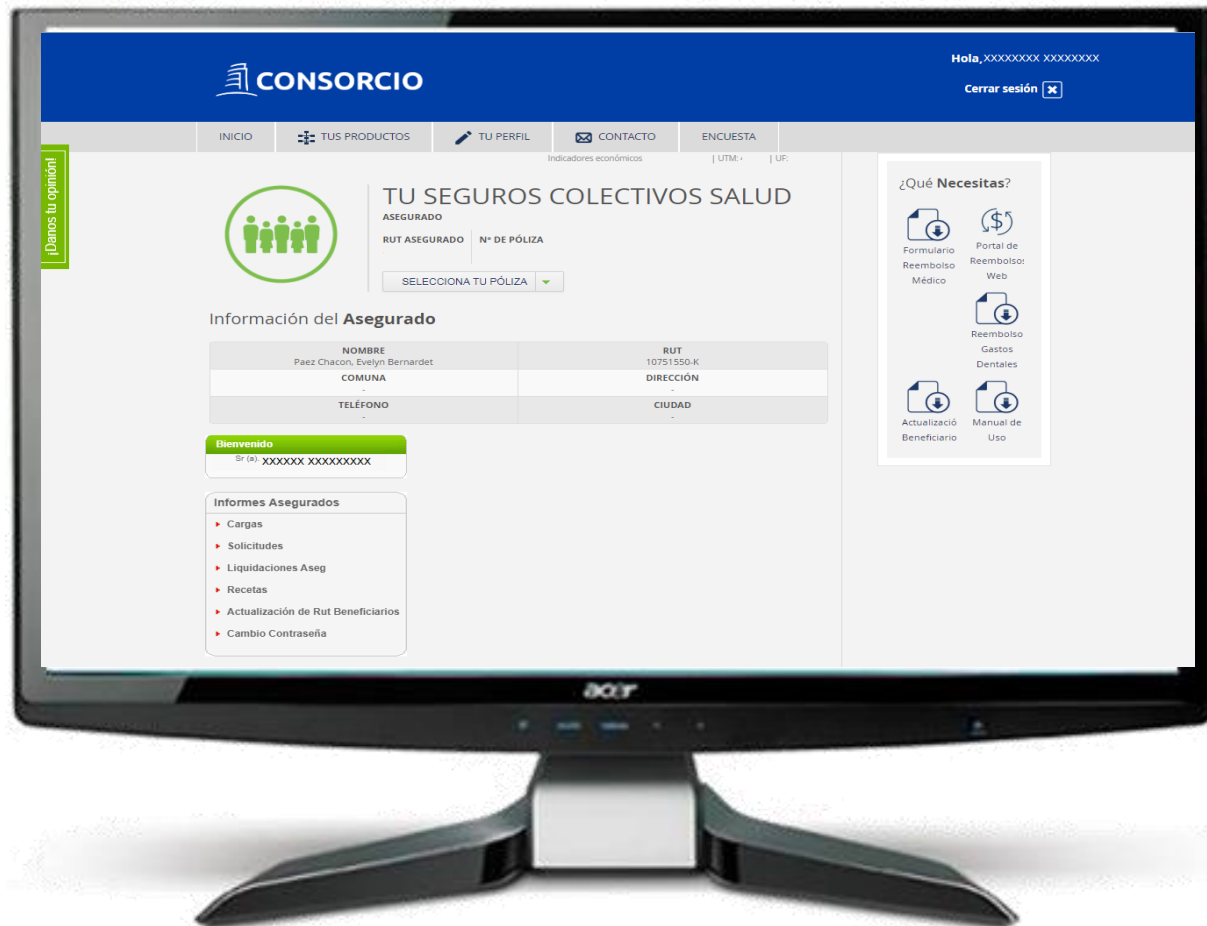 Hola, XXXXXXXX XXXXXXXX
CONSORCIO
Cerrar sesión
INICIO
TUS PRODUCTOS
TU PERFIL
CONTACTO
ENCUESTA
Indicadores económicos | UTM: - | UF:
¡Danos tu opinión!
TU SEGUROS COLECTIVOS SALUD
ASEGURADO
RUT ASEGURADO
Nº DE PÓLIZA
SELECCIONA TU PÓLIZA
Información del Asegurado
NOMBRE
Paez Chacon, Evelyn Bernardet
RUT
10751550-K
COMUNA
-
DIRECCIÓN
-
TELÉFONO
-
CIUDAD
-
Bienvenido
Sr (a). XXXXXX XXXXXXXXX
Informes Asegurados
Cargas
Solicitudes
Liquidaciones Aseg
Recetas
Actualización de Rut Beneficiarios
Cambio Contraseña
¿Qué Necesitas?
Formulario
Reembolso
Médico
Portal de
Reembolsos
Web
Reembolso
Gastos
Dentales
Actualizació
Beneficiario
Manual de
Uso
acer